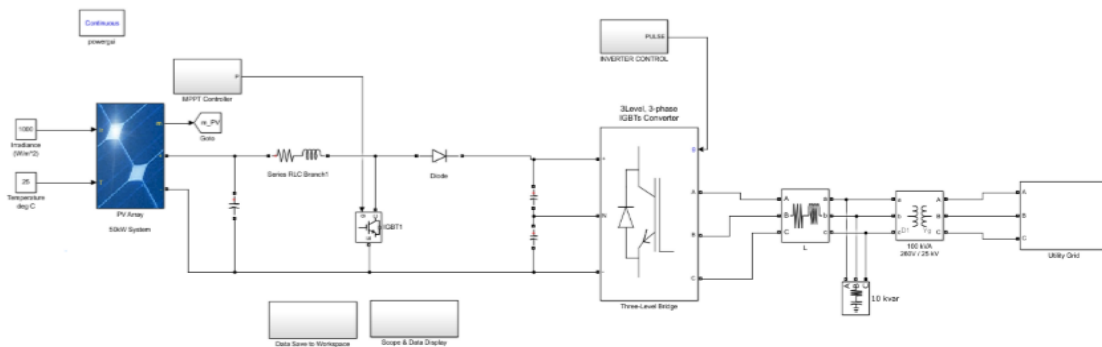 Continuous
powergui
PULSE
INVERTER CONTROL
P
MPPT Controller
3Level, 3-phase
IGBTs Converter
1000
Irradiance
(W/m^2)
m_PV
Goto
25
Temperature
deg C
PV Array
50kW System
Series RLC Branch1
Diode
IGBT1
+
N
-
g
A
B
C
Three-Level Bridge
A
B
C
a
b
c
L
a
b
c
A
B
C
D1
Yg
100 kVA
260V / 25 kV
A
B
C
Utility Grid
A
B
C
10 kvar
Data Save to Workspace
Scope & Data Display